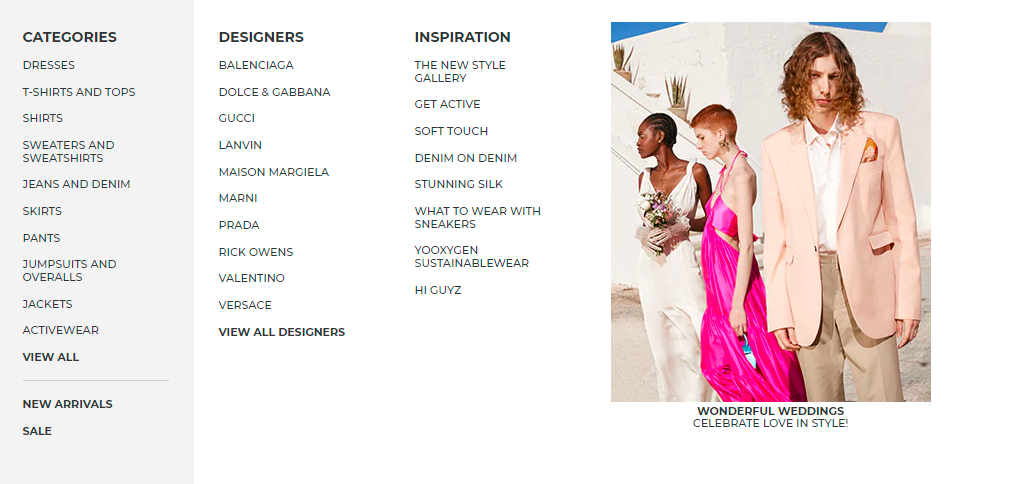 CATEGORIES
DRESSES
T-SHIRTS AND TOPS
SHIRTS
SWEATERS AND
SWEATSHIRTS
JEANS AND DENIM
SKIRTS
PANTS
JUMPSUITS AND
OVERALLS
JACKETS
ACTIVEWEAR
VIEW ALL
NEW ARRIVALS
SALE
DESIGNERS
BALENCIAGA
DOLCE & GABBANA
GUCCI
LANVIN
MAISON MARGIELA
MARNI
PRADA
RICK OWENS
VALENTINO
VERSACE
VIEW ALL DESIGNERS
INSPIRATION
THE NEW STYLE
GALLERY
GET ACTIVE
SOFT TOUCH
DENIM ON DENIM
STUNNING SILK
WHAT TO WEAR WITH
SNEAKERS
YOOXYGEN
SUSTAINABLEWEAR
HI GUYZ
WONDERFUL WEDDINGS
CELEBRATE LOVE IN STYLE!